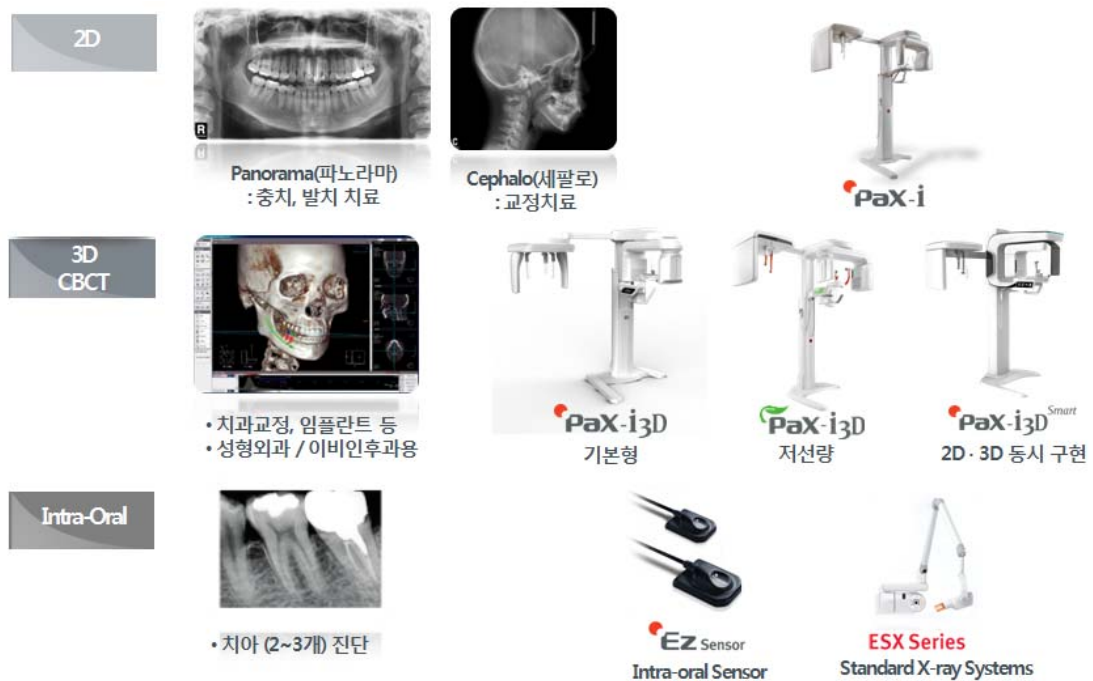 2D
R
C
Panorama(파노라마)
: 충치, 발치 치료
Cephalo(세팔로)
: 교정치료
PaX-i
3D
CBCT
• 치과교정, 임플란트 등
• 성형외과 / 이비인후과용
PaX-i3D
기본형
PaX-i3D
저선량
PaX-i3D Smart
2D · 3D 동시 구현
Intra-Oral
• 치아 (2~3개) 진단
EZ Sensor
Intra-oral Sensor
ESX Series
Standard X-ray Systems